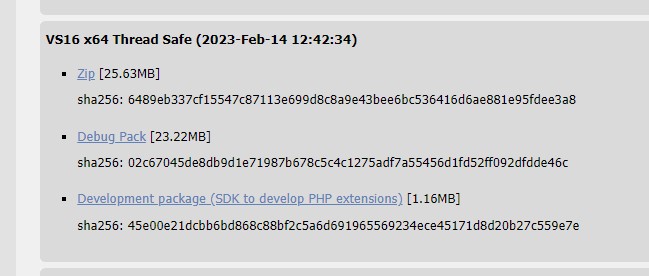 VS16 x64 Thread Safe (2023-Feb-14 12:42:34)
Zip [25.63MB]
sha256: 6489eb337cf15547c87113e699d8c8a9e43bee6bc536416d6ae881e95fdee3a8
Debug Pack [23.22MB]
sha256: 02c67045de8db9d1e71987b678c5c4c1275adf7a55456d1fd52ff092dfdde46c
Development package (SDK to develop PHP extensions) [1.16MB]
sha256: 45e00e21dcbb6bd868c88bf2c5a6d691965569234ece45171d8d20b27c559e7e